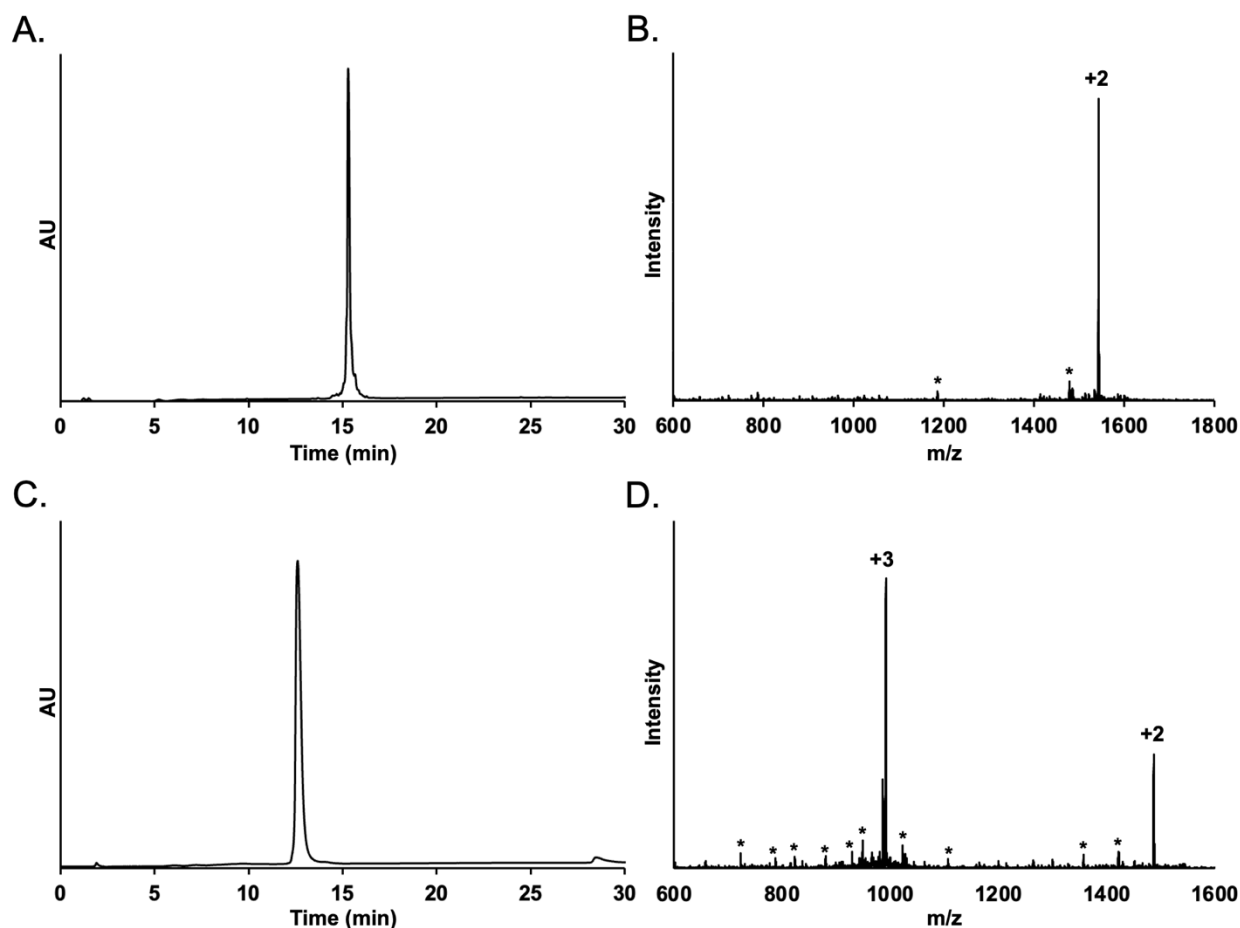 A.
AU
0 5 10 15 20 25 30
Time (min)
B.
Intensity
+2
*
*
600 800 1000 1200 1400 1600 1800
m/z
C.
AU
0 5 10 15 20 25 30
Time (min)
D.
Intensity
+3
+2
* * * * * * * * * *
600 800 1000 1200 1400 1600
m/z